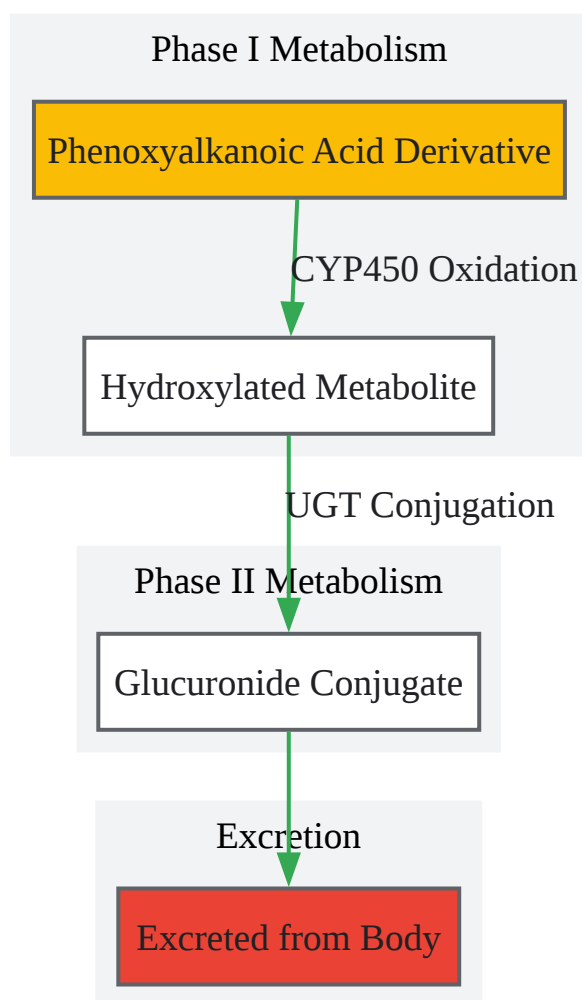 Phase I Metabolism
Phenoxyalkanoic Acid Derivative
CYP450 Oxidation
Hydroxylated Metabolite
UGT Conjugation
Phase II Metabolism
Glucuronide Conjugate
Excretion
Excreted from Body